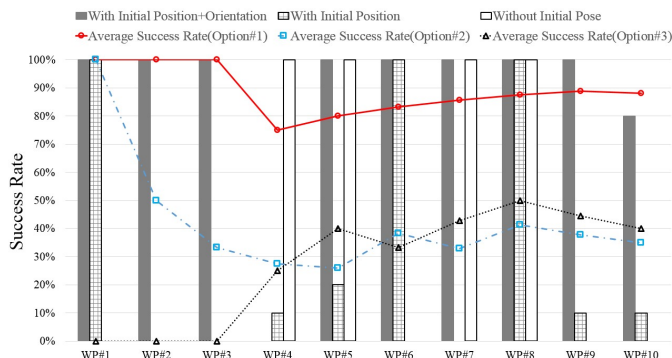 With Initial Position+Orientation With Initial Position Without Initial Pose
Average Success Rate(Option#1) Average Success Rate(Option#2) Average Success Rate(Option#3)
100%
90%
80%
70%
60%
50%
40%
30%
20%
10%
0%
Success Rate
WP#1 WP#2 WP#3 WP#4 WP#5 WP#6 WP#7 WP#8 WP#9 WP#10